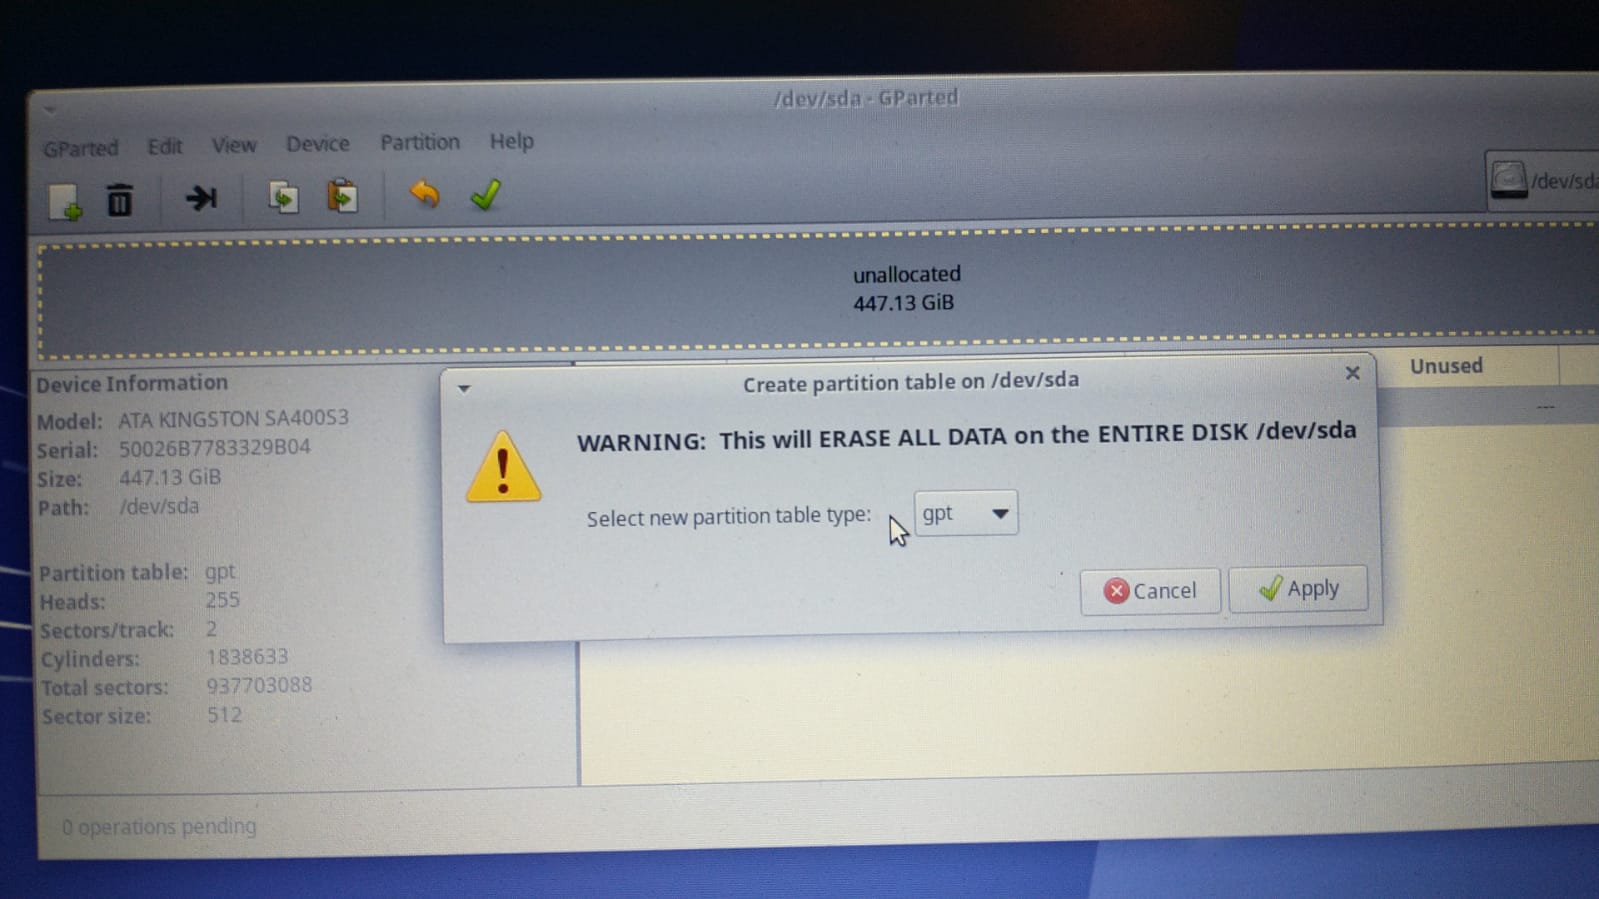 /dev/sda - GParted
GParted Edit View Device Partition Help
/dev/sda
unallocated
447.13 GiB
Device Information
Model: ATA KINGSTON SA400S3
Serial: 50026B7783329B04
Size: 447.13 GiB
Path: /dev/sda
Partition table: gpt
Heads: 255
Sectors/track: 2
Cylinders: 1838633
Total sectors: 937703088
Sector size: 512
Unused
---
Create partition table on /dev/sda
WARNING: This will ERASE ALL DATA on the ENTIRE DISK /dev/sda
Select new partition table type: gpt
Cancel Apply
0 operations pending